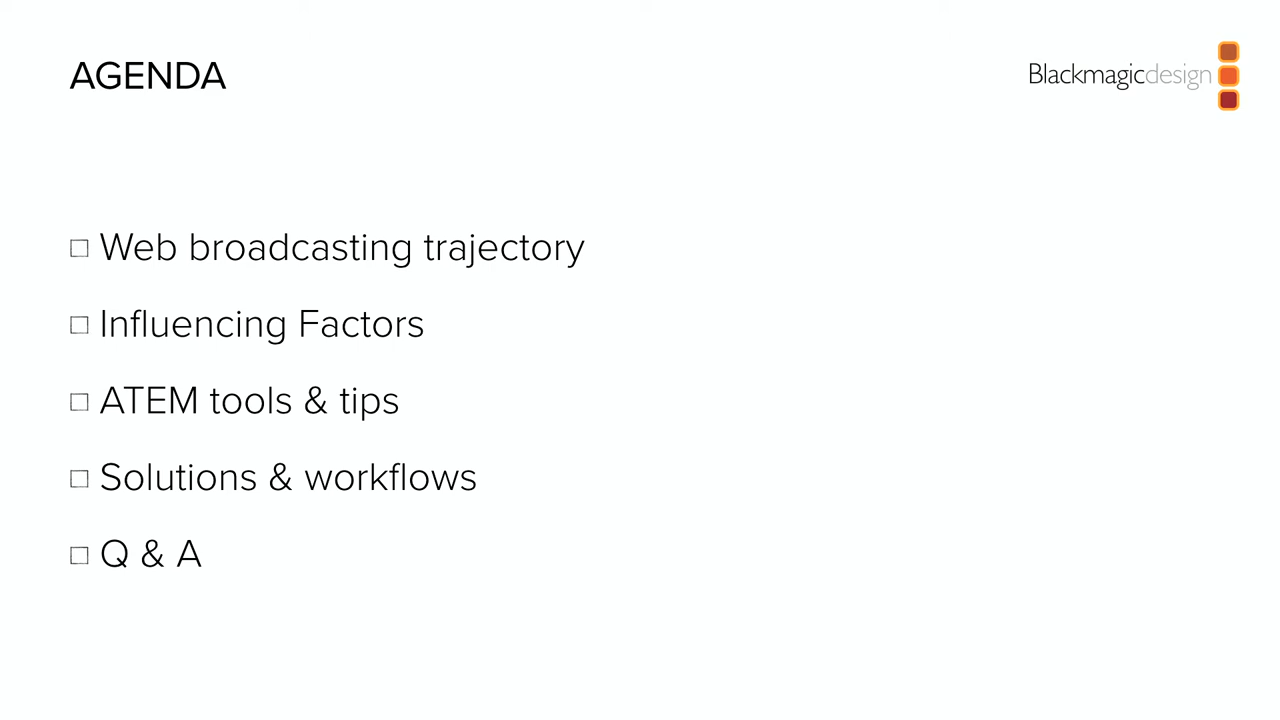 AGENDA
Blackmagicdesign
Web broadcasting trajectory
Influencing Factors
ATEM tools & tips
Solutions & workflows
Q & A